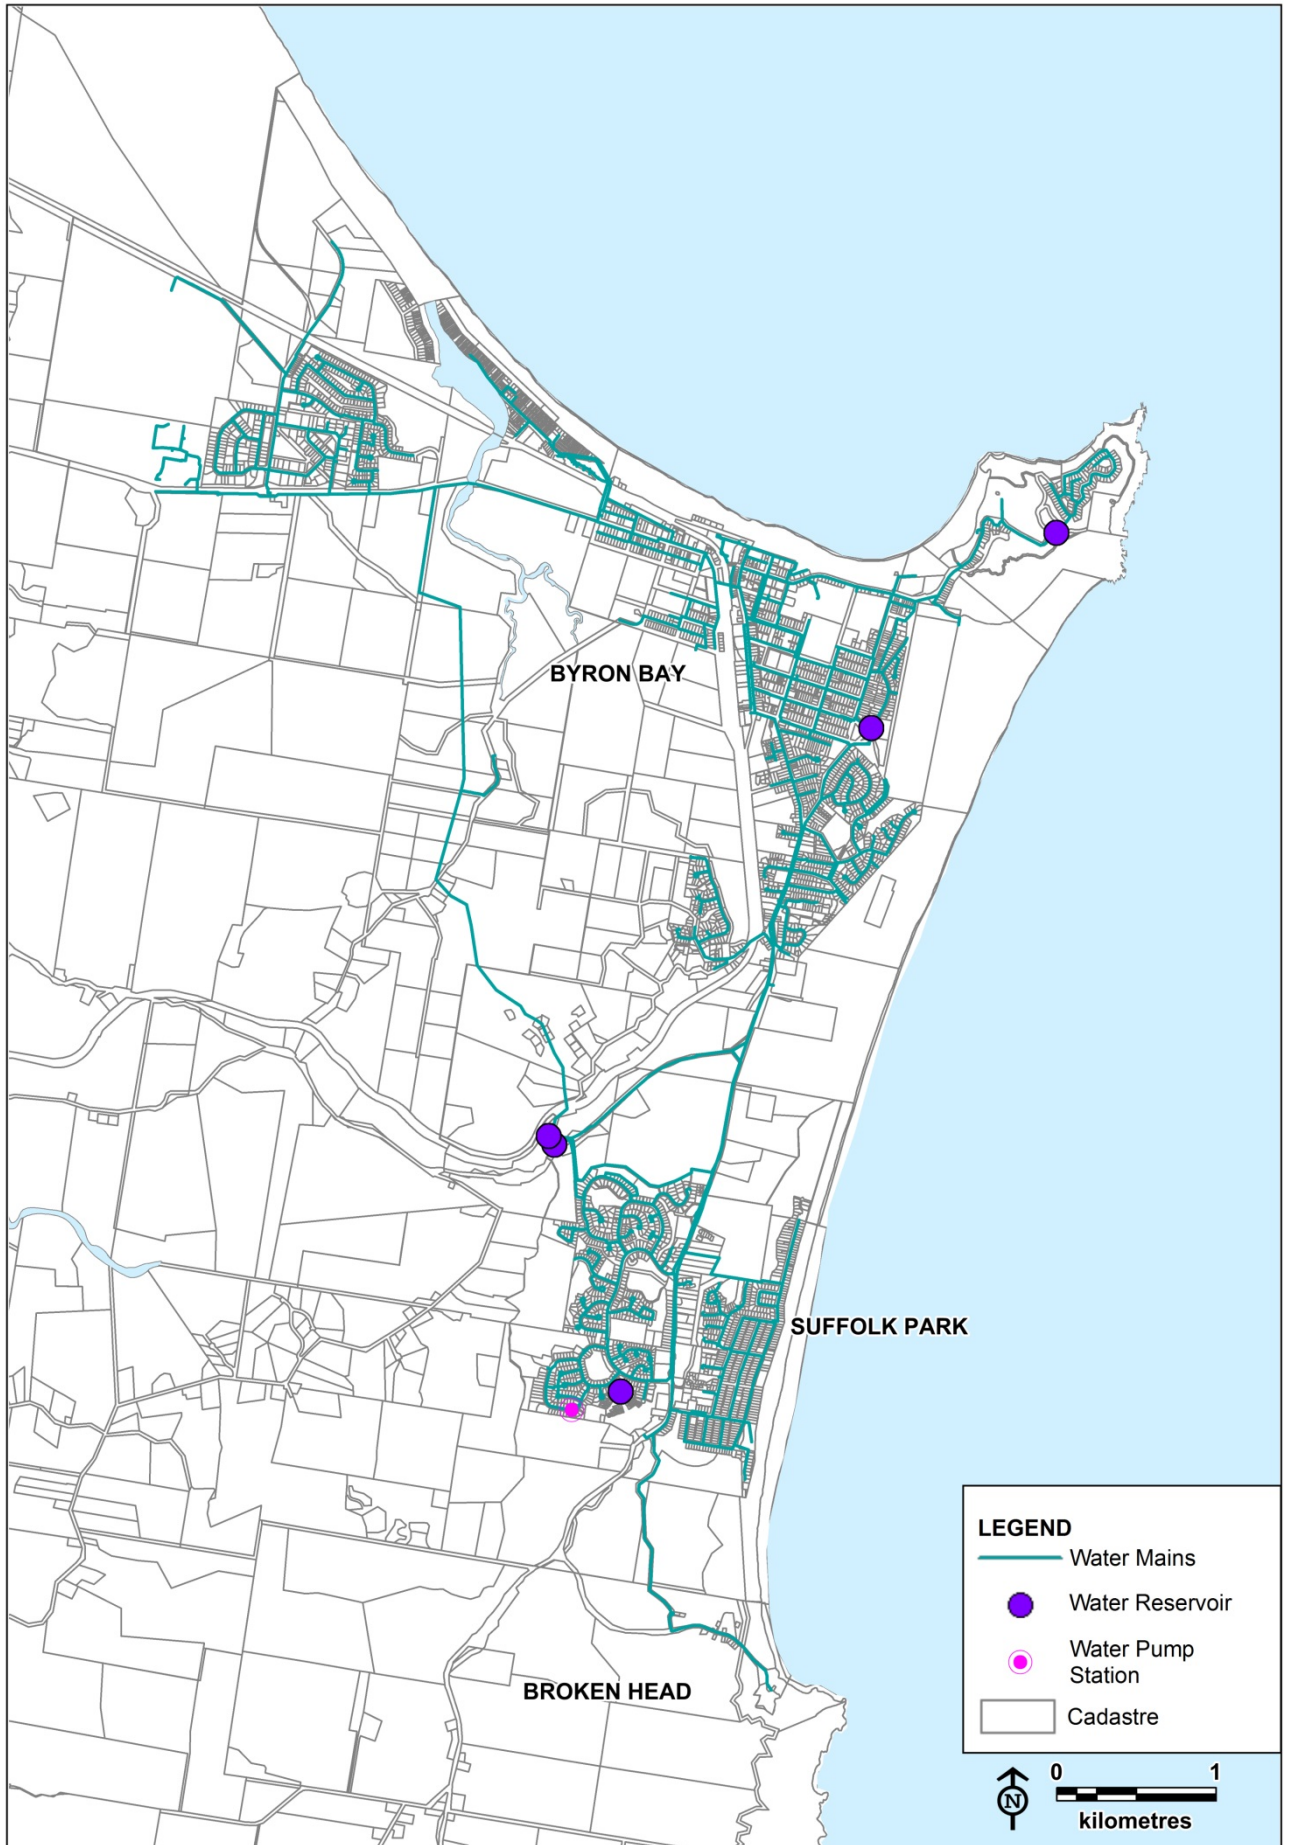 BYRON BAY
SUFFOLK PARK
BROKEN HEAD
LEGEND
Water Mains
Water Reservoir
Water Pump
Station
Cadastre
N
0 1
kilometres